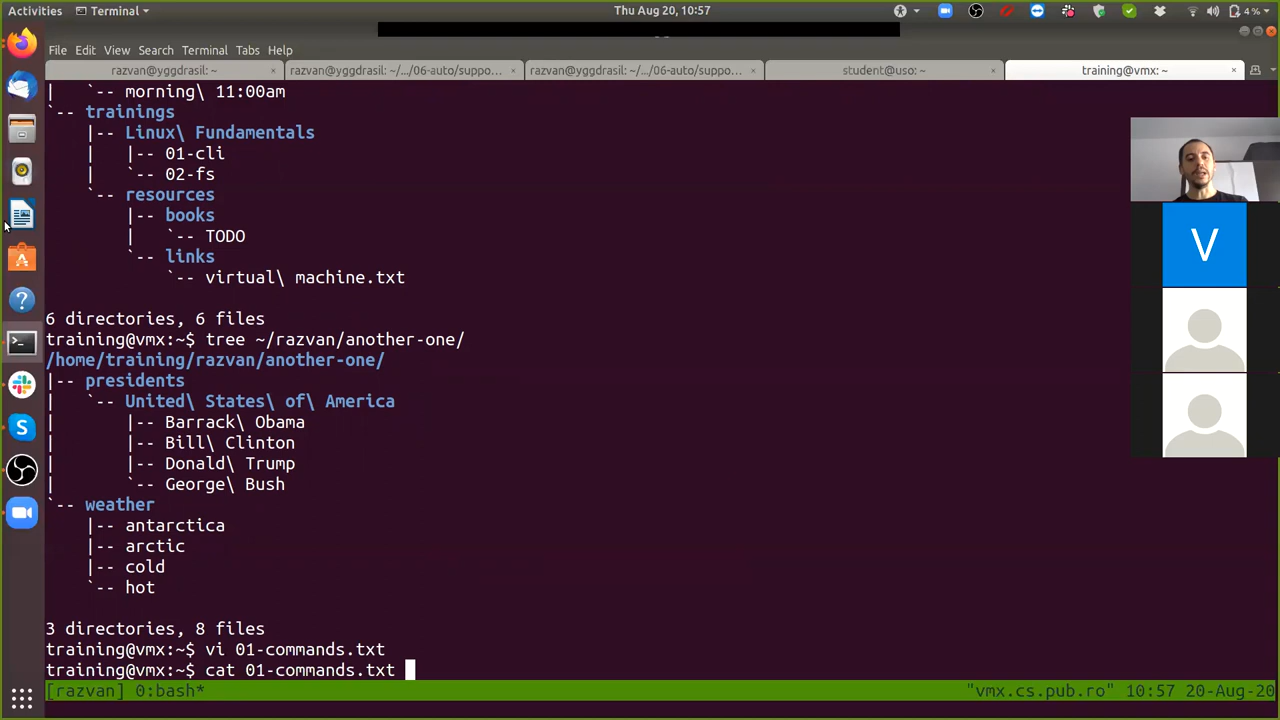 Activities Terminal Thu Aug 20, 10:57 4%
File Edit View Search Terminal Tabs Help
razvan@yggdrasil: ~ × razvan@yggdrasil: ~/.../06-auto/suppo... × razvan@yggdrasil: ~/.../06-auto/suppo... × student@uso: ~ × training@vmx: ~ ×
|   `-- morning\ 11:00am
`-- trainings
    |-- Linux\ Fundamentals
    |   |-- 01-cli
    |   `-- 02-fs
    `-- resources
        |-- books
        |   `-- TODO
        `-- links
            `-- virtual\ machine.txt
6 directories, 6 files
training@vmx:~$ tree ~/razvan/another-one/
/home/training/razvan/another-one/
|-- presidents
|   `-- United\ States\ of\ America
|       |-- Barrack\ Obama
|       |-- Bill\ Clinton
|       |-- Donald\ Trump
|       `-- George\ Bush
`-- weather
    |-- antarctica
    |-- arctic
    |-- cold
    `-- hot
3 directories, 8 files
training@vmx:~$ vi 01-commands.txt
training@vmx:~$ cat 01-commands.txt
[razvan] 0:bash* "vmx.cs.pub.ro" 10:57 20-Aug-20
V